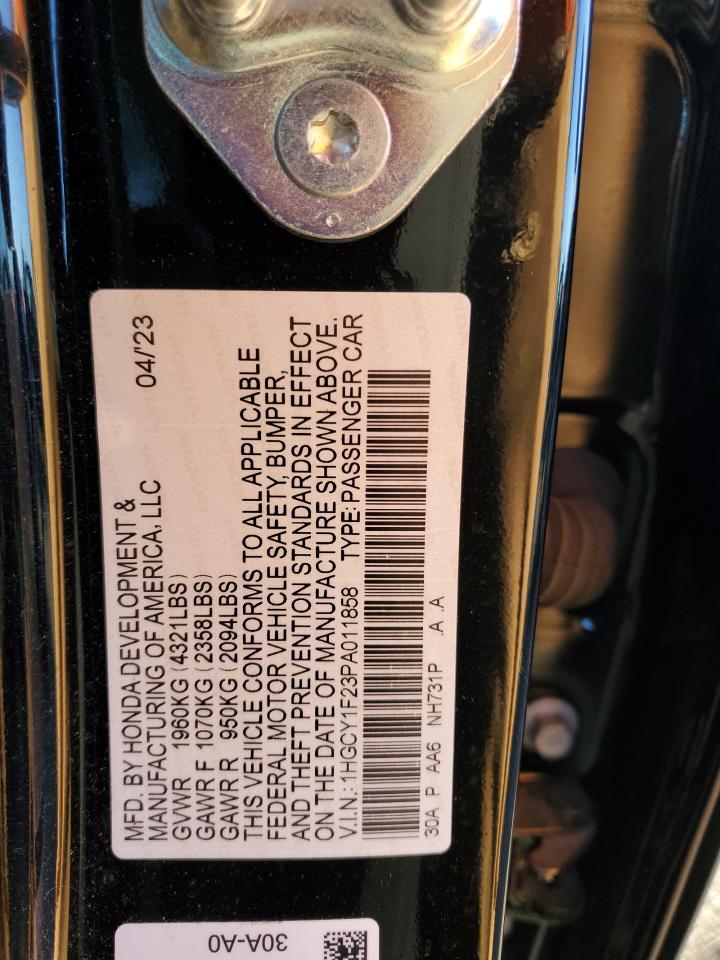 MFD. BY HONDA DEVELOPMENT &
MANUFACTURING OF AMERICA, LLC 04/'23
GVWR 1960KG (4321LBS)
GAWR F 1070KG (2358LBS)
GAWR R 950KG (2094LBS)
THIS VEHICLE CONFORMS TO ALL APPLICABLE
FEDERAL MOTOR VEHICLE SAFETY, BUMPER,
AND THEFT PREVENTION STANDARDS IN EFFECT
ON THE DATE OF MANUFACTURE SHOWN ABOVE.
V.I.N.:1HGCY1F23PA011858 TYPE:PASSENGER CAR
30A P AA6 NH731P .A .A
30A-A0